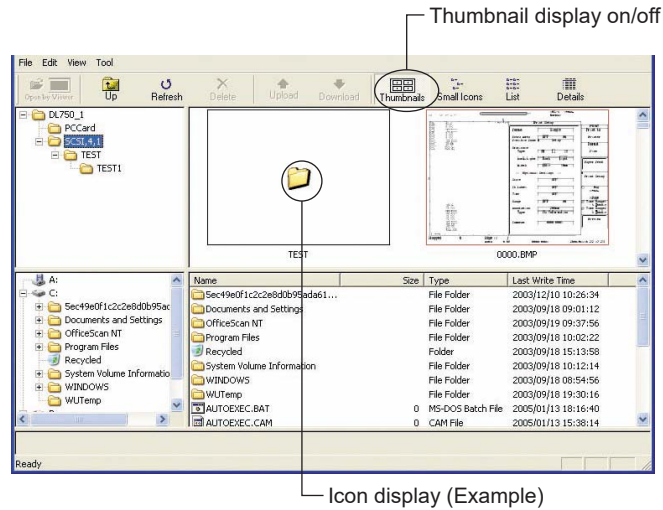 Thumbnail display on/off
File Edit View Tool
Open by Viewer Up Refresh Delete Upload Download Thumbnails Small Icons List Details
DL750_1
PCCard
SCSI,4,1
TEST
TEST1
TEST
0000.BMP
A:
C:
5ec49e0f1c2c2e8d0b95ac
Documents and Settings
OfficeScan NT
Program Files
Recycled
System Volume Informatio
WINDOWS
WUTemp
Name Size Type Last Write Time
5ec49e0f1c2c2e8d0b95ada61... File Folder 2003/12/10 10:26:34
Documents and Settings File Folder 2003/09/18 09:01:12
OfficeScan NT File Folder 2003/09/19 09:37:56
Program Files File Folder 2003/09/18 10:02:22
Recycled Folder 2003/09/18 15:13:58
System Volume Information File Folder 2003/09/18 10:12:14
WINDOWS File Folder 2003/09/18 08:54:56
WUTemp File Folder 2003/09/18 19:30:16
AUTOEXEC.BAT 0 MS-DOS Batch File 2005/01/13 18:16:40
AUTOEXEC.CAM 0 CAM File 2005/01/13 15:38:14
Ready
Icon display (Example)